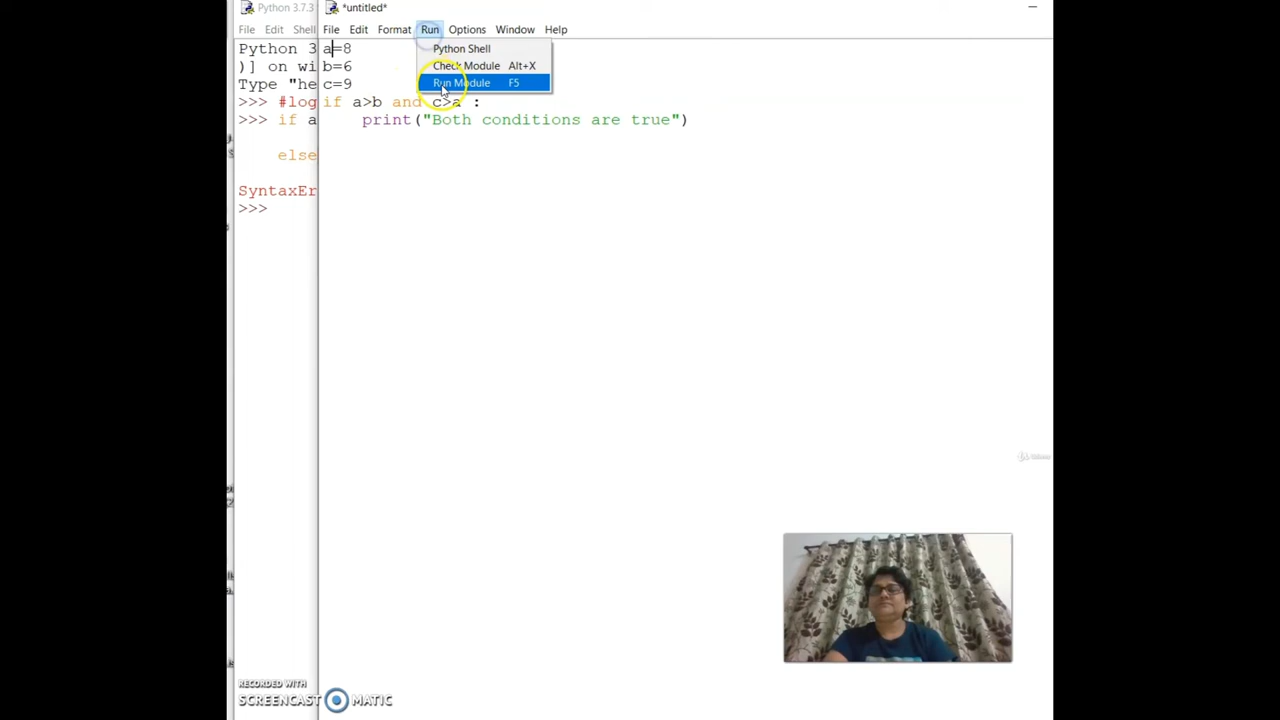 Python 3.7.3
File Edit Shell
Python 3
)] on wi
Type "he
>>> #log
>>> if a
else
SyntaxEr
>>>
*untitled*
File Edit Format Run Options Window Help
a=8
b=6
c=9
if a>b and c>a :
print("Both conditions are true")
Python Shell
Check Module Alt+X
Run Module F5
RECORDED WITH
SCREENCAST MATIC